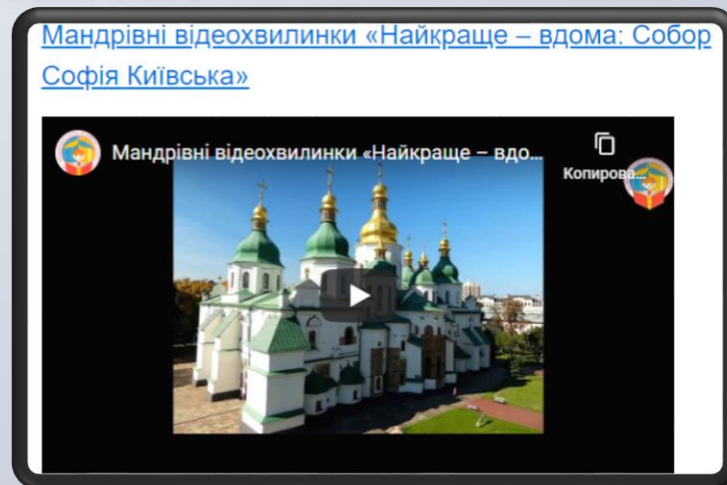 Мандрівні відеохвилинки «Найкраще – вдома: Собор
Софія Київська»
Мандрівні відеохвилинки «Найкраще – вдо...
Копирова...